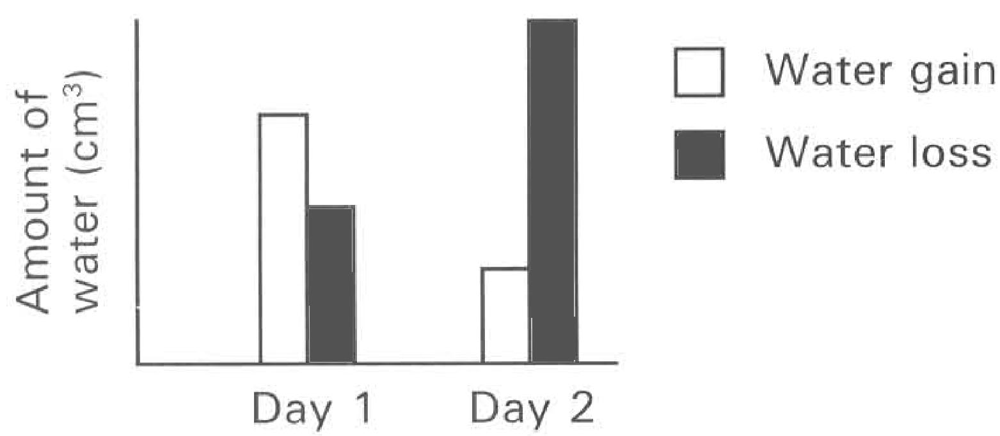 Amount of
water (cm³)
Water gain
Water loss
Day 1
Day 2